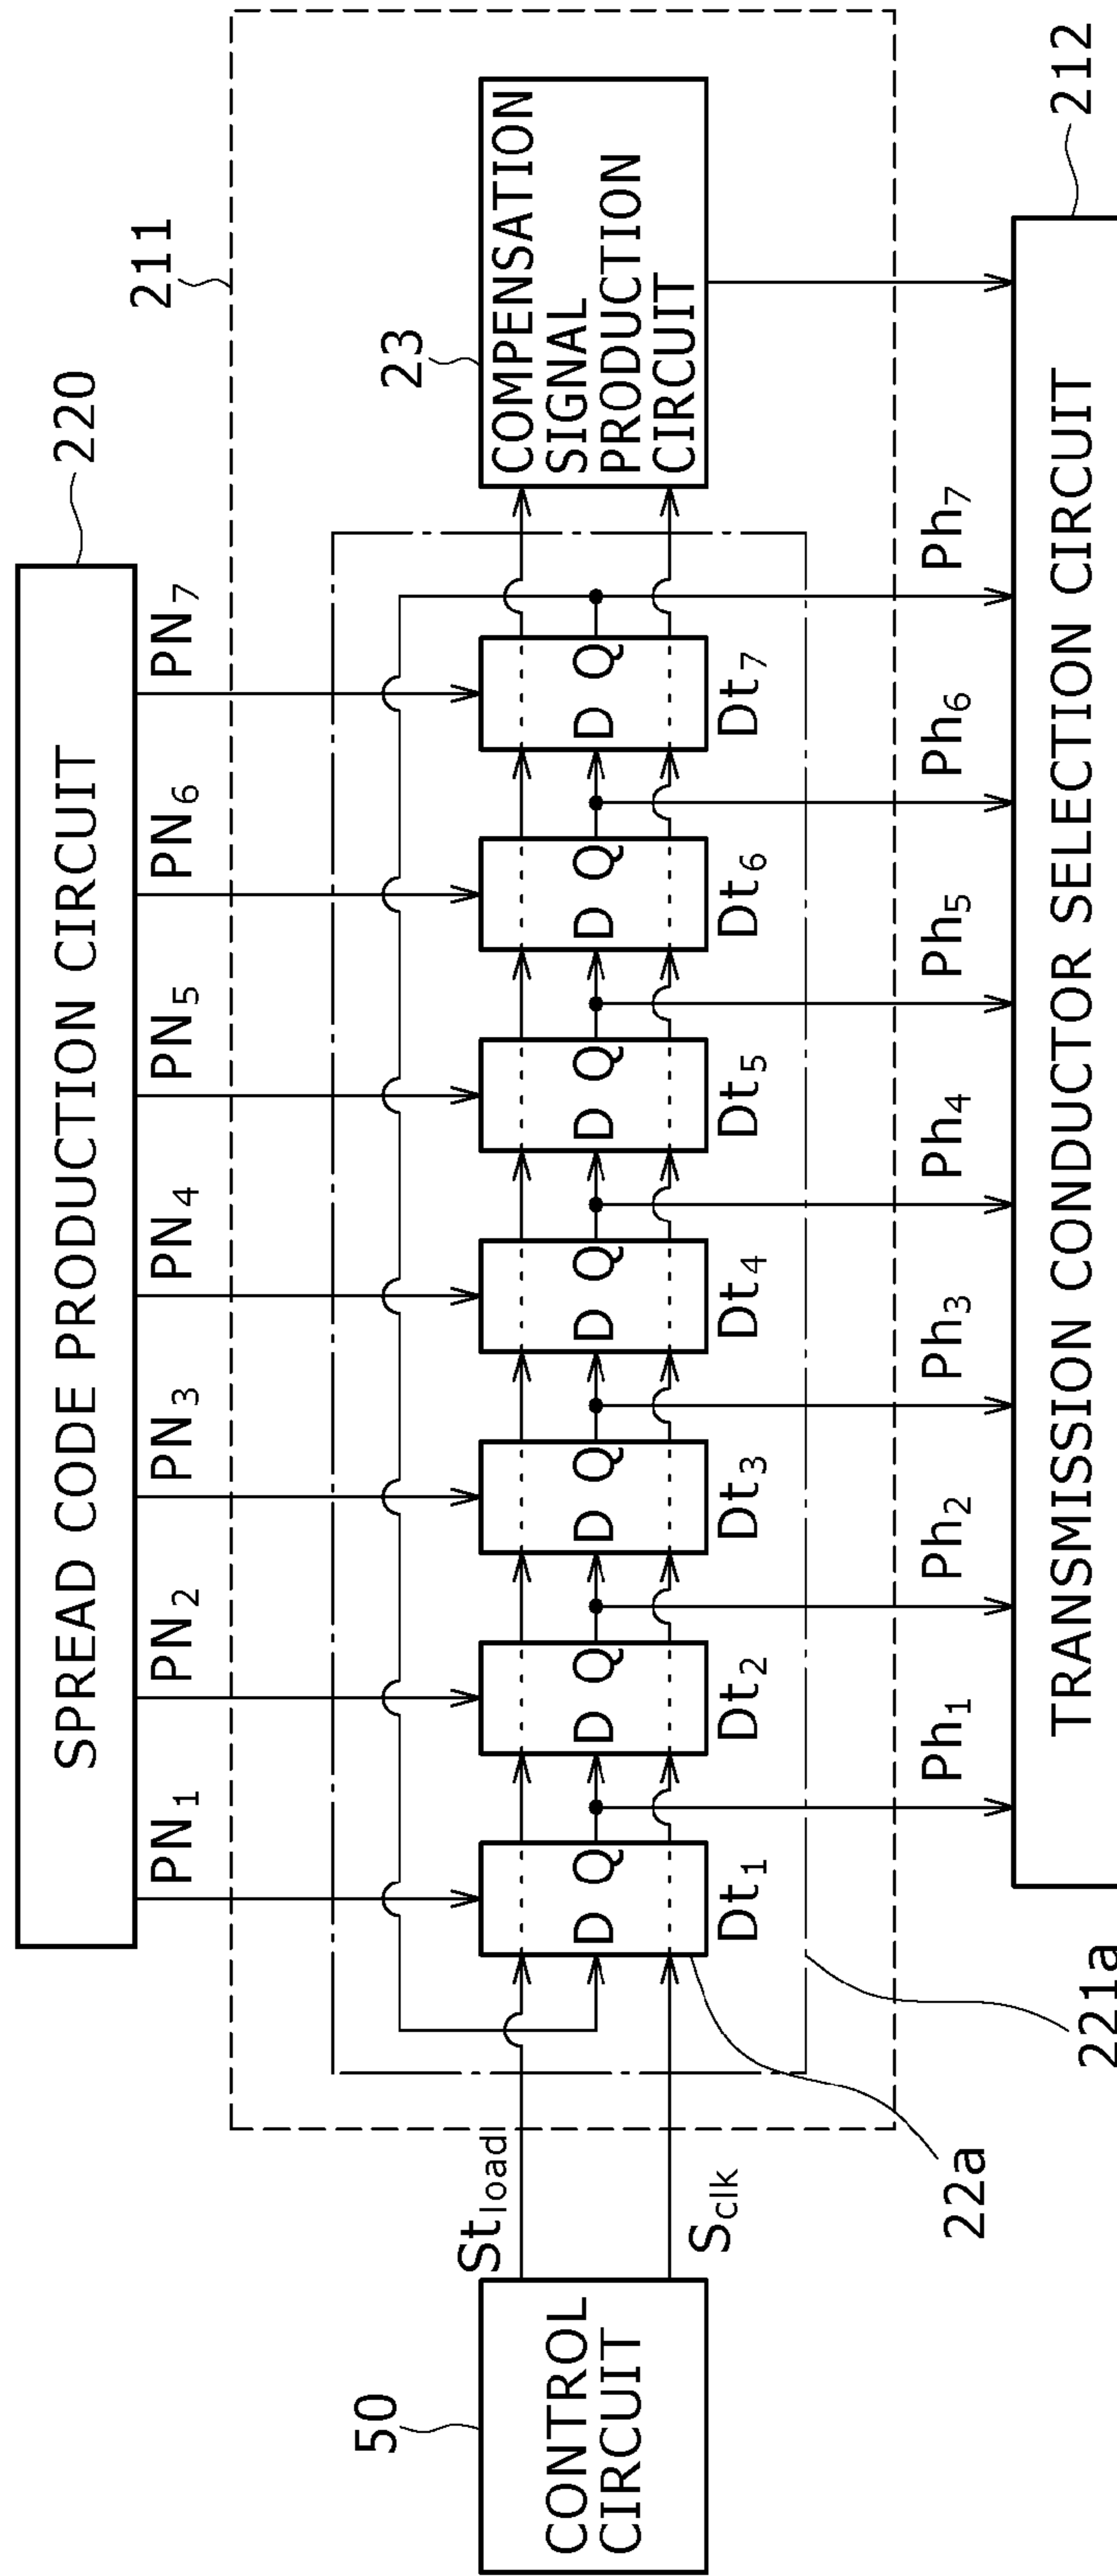 220
SPREAD CODE PRODUCTION CIRCUIT
PN1 PN2 PN3 PN4 PN5 PN6 PN7
211
50
CONTROL
CIRCUIT
Stload
Sclk
23
COMPENSATION
SIGNAL
PRODUCTION
CIRCUIT
D Q D Q D Q D Q D Q D Q D Q
Dt1 Dt2 Dt3 Dt4 Dt5 Dt6 Dt7
22a
221a
Ph1 Ph2 Ph3 Ph4 Ph5 Ph6 Ph7
212
TRANSMISSION CONDUCTOR SELECTION CIRCUIT